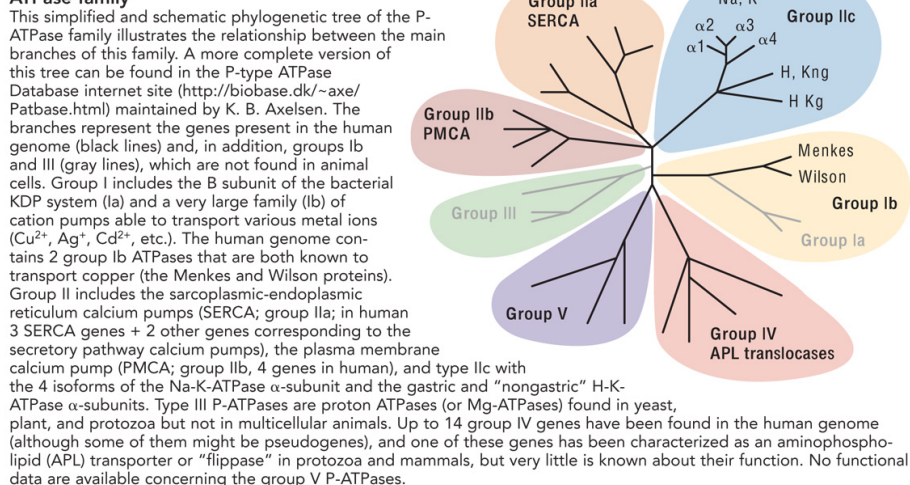 ATPase family
This simplified and schematic phylogenetic tree of the P-
ATPase family illustrates the relationship between the main
branches of this family. A more complete version of
this tree can be found in the P-type ATPase
Database internet site (http://biobase.dk/~axe/
Patbase.html) maintained by K. B. Axelsen. The
branches represent the genes present in the human
genome (black lines) and, in addition, groups Ib
and III (gray lines), which are not found in animal
cells. Group I includes the B subunit of the bacterial
KDP system (Ia) and a very large family (Ib) of
cation pumps able to transport various metal ions
(Cu²⁺, Ag⁺, Cd²⁺, etc.). The human genome con-
tains 2 group Ib ATPases that are both known to
transport copper (the Menkes and Wilson proteins).
Group II includes the sarcoplasmic-endoplasmic
reticulum calcium pumps (SERCA; group IIa; in human
3 SERCA genes + 2 other genes corresponding to the
secretory pathway calcium pumps), the plasma membrane
calcium pump (PMCA; group IIb, 4 genes in human), and type IIc with
the 4 isoforms of the Na-K-ATPase α-subunit and the gastric and “nongastric” H-K-
ATPase α-subunits. Type III P-ATPases are proton ATPases (or Mg-ATPases) found in yeast,
plant, and protozoa but not in multicellular animals. Up to 14 group IV genes have been found in the human genome
(although some of them might be pseudogenes), and one of these genes has been characterized as an aminophospho-
lipid (APL) transporter or “flippase” in protozoa and mammals, but very little is known about their function. No functional
data are available concerning the group V P-ATPases.
Group IIa
SERCA
Na, K
Group IIc
α2
α3
α1
α4
H, Kng
H Kg
Group IIb
PMCA
Menkes
Wilson
Group Ib
Group Ia
Group III
Group V
Group IV
APL translocases